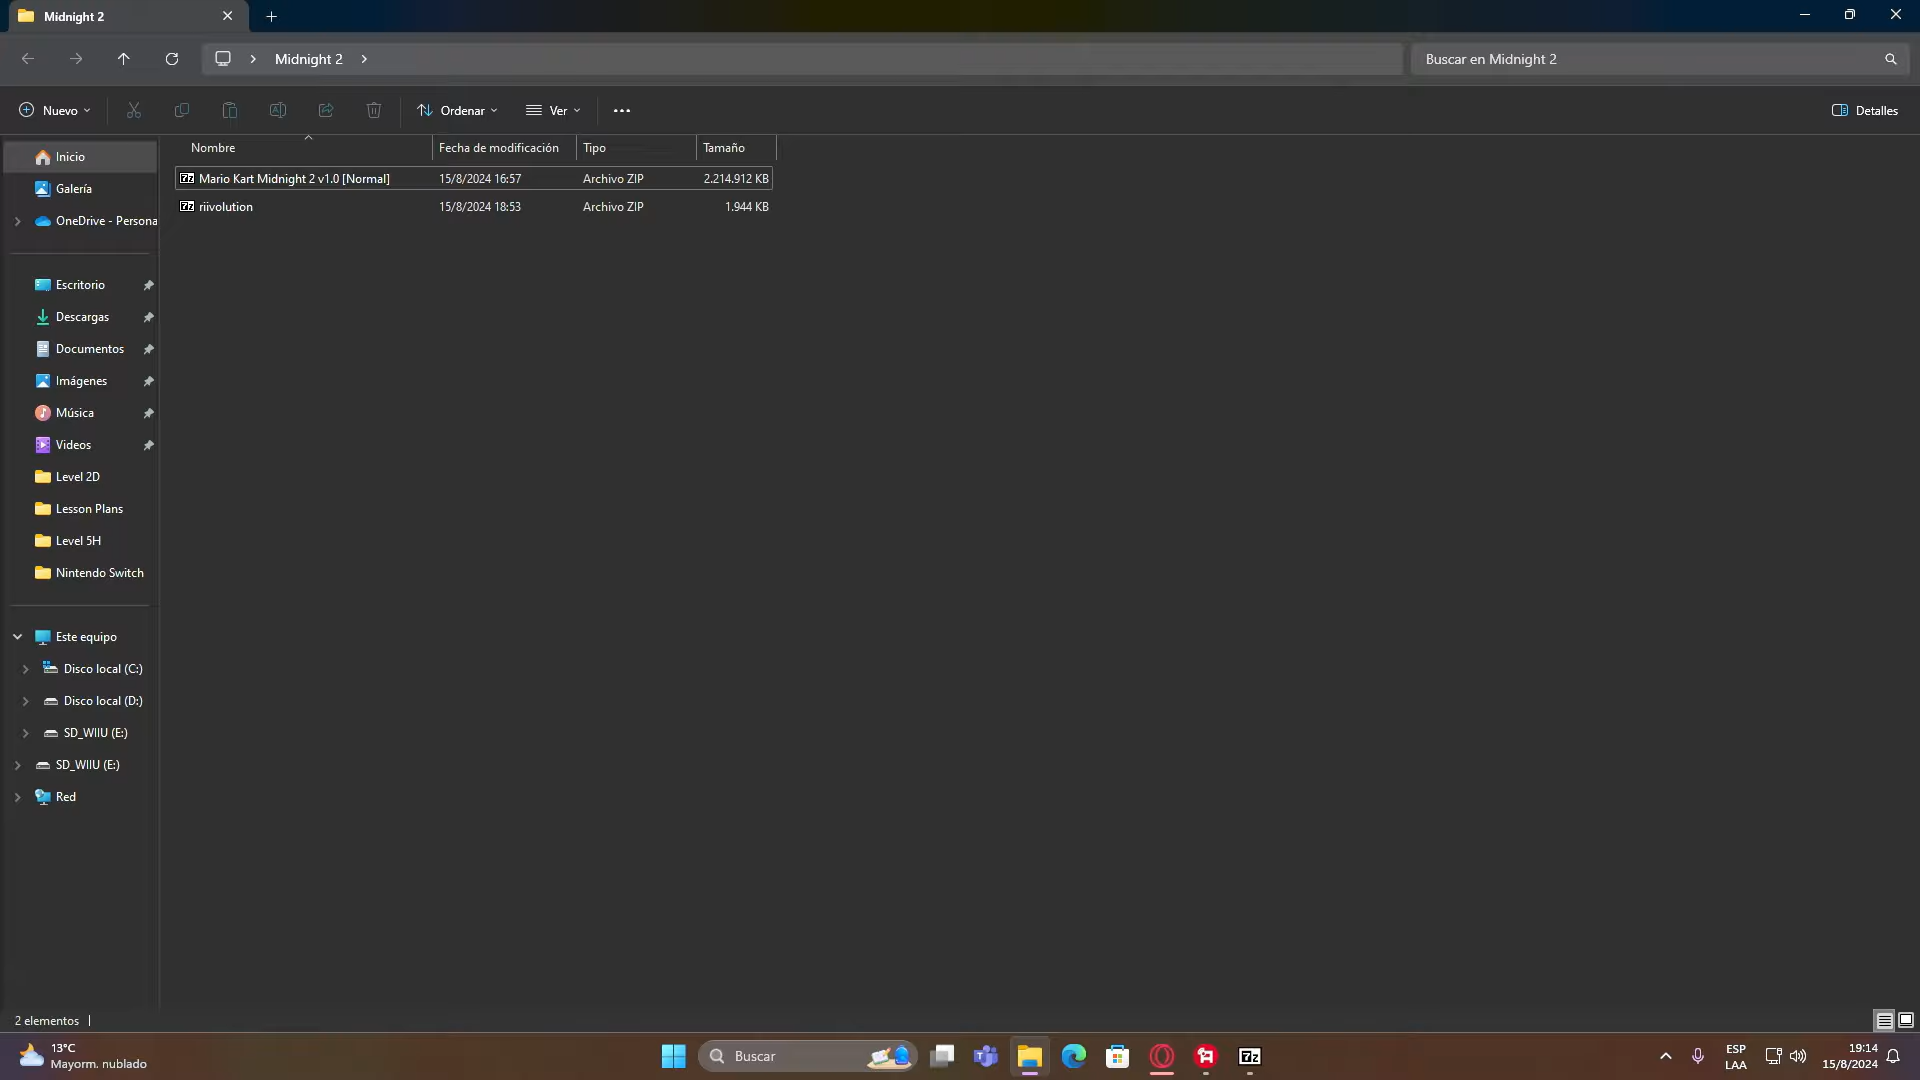 Midnight 2
Midnight 2
Buscar en Midnight 2
Nuevo
Ordenar
Ver
Detalles
Nombre
Fecha de modificación
Tipo
Tamaño
Mario Kart Midnight 2 v1.0 [Normal]
15/8/2024 16:57
Archivo ZIP
2.214.912 KB
riivolution
15/8/2024 18:53
Archivo ZIP
1.944 KB
Inicio
Galería
OneDrive - Persona
Escritorio
Descargas
Documentos
Imágenes
Música
Videos
Level 2D
Lesson Plans
Level 5H
Nintendo Switch
Este equipo
Disco local (C:)
Disco local (D:)
SD_WIIU (E:)
SD_WIIU (E:)
Red
2 elementos
13°C
Mayorm. nublado
Buscar
7z
ESP
LAA
19:14
15/8/2024